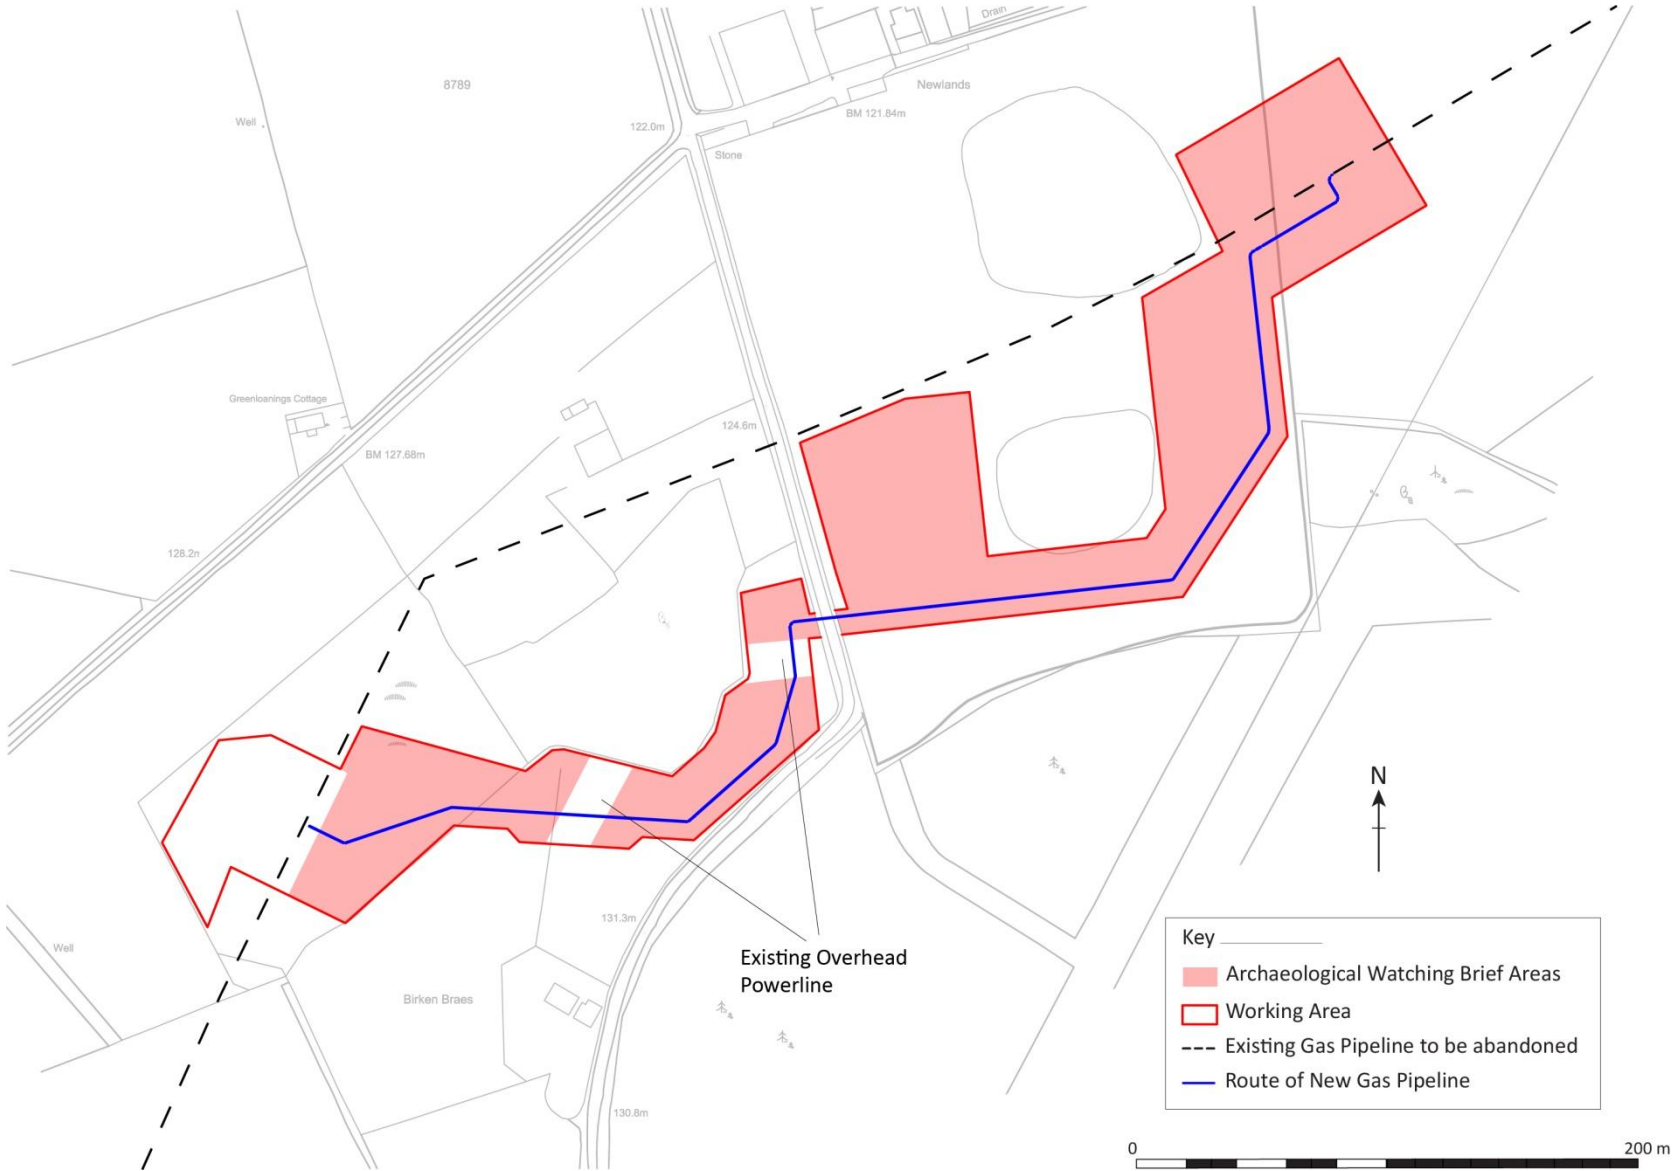 Drain
8789
Newlands
Well
BM 121.84m
122.0m
Stone
Greenloanings Cottage
124.6m
BM 127.68m
128.2n
N
131.3m
Existing Overhead
Powerline
Well
Birken Braes
130.8m
Key
Archaeological Watching Brief Areas
Working Area
Existing Gas Pipeline to be abandoned
Route of New Gas Pipeline
0
200 m